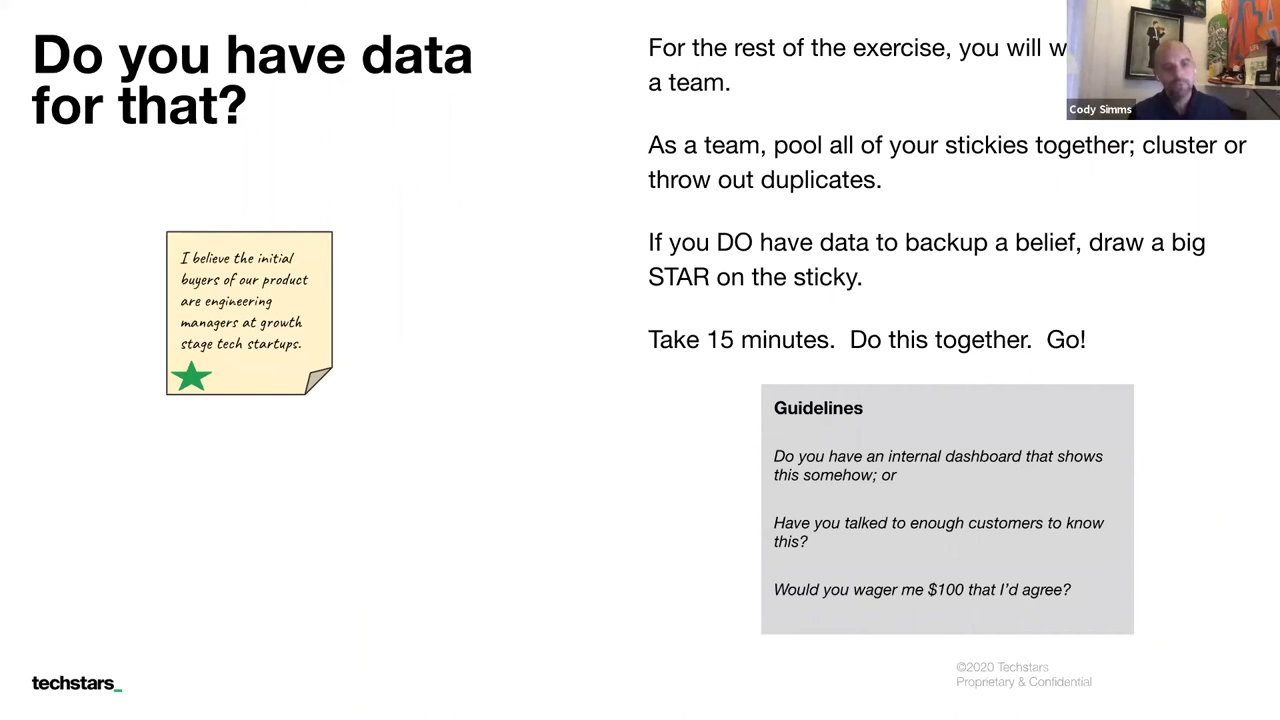 Do you have data
for that?
For the rest of the exercise, you will w
a team.
Cody Simms
As a team, pool all of your stickies together; cluster or
throw out duplicates.
If you DO have data to backup a belief, draw a big
STAR on the sticky.
Take 15 minutes.  Do this together.  Go!
I believe the initial
buyers of our product
are engineering
managers at growth
stage tech startups.
Guidelines
Do you have an internal dashboard that shows
this somehow; or
Have you talked to enough customers to know
this?
Would you wager me $100 that I'd agree?
techstars_
©2020 Techstars
Proprietary & Confidential